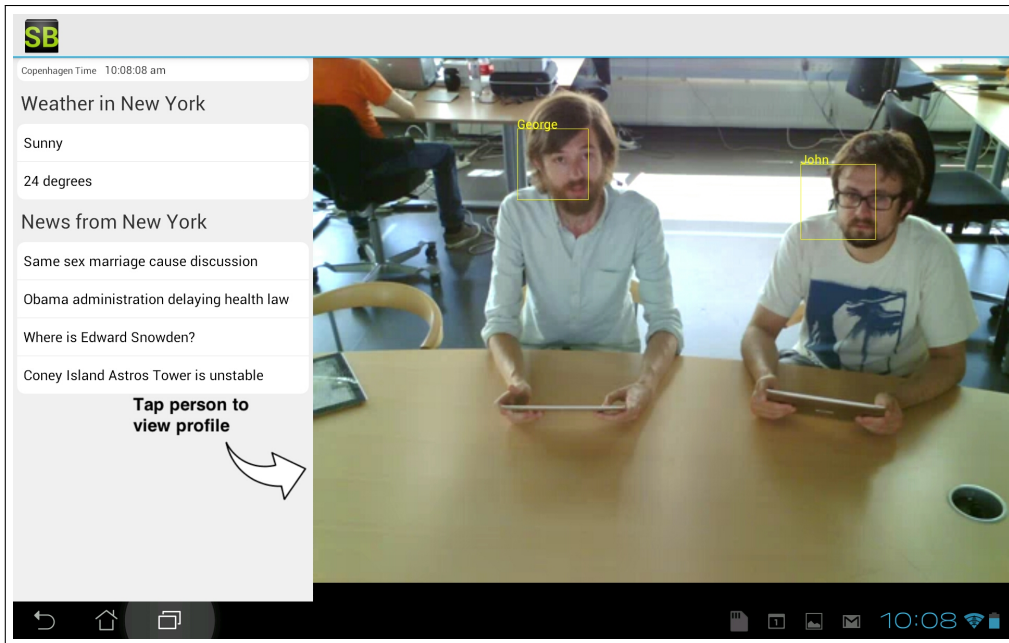 SB
Copenhagen Time 10:08:08 am
Weather in New York
Sunny
24 degrees
News from New York
Same sex marriage cause discussion
Obama administration delaying health law
Where is Edward Snowden?
Coney Island Astros Tower is unstable
Tap person to
view profile
George
John
1
10:08